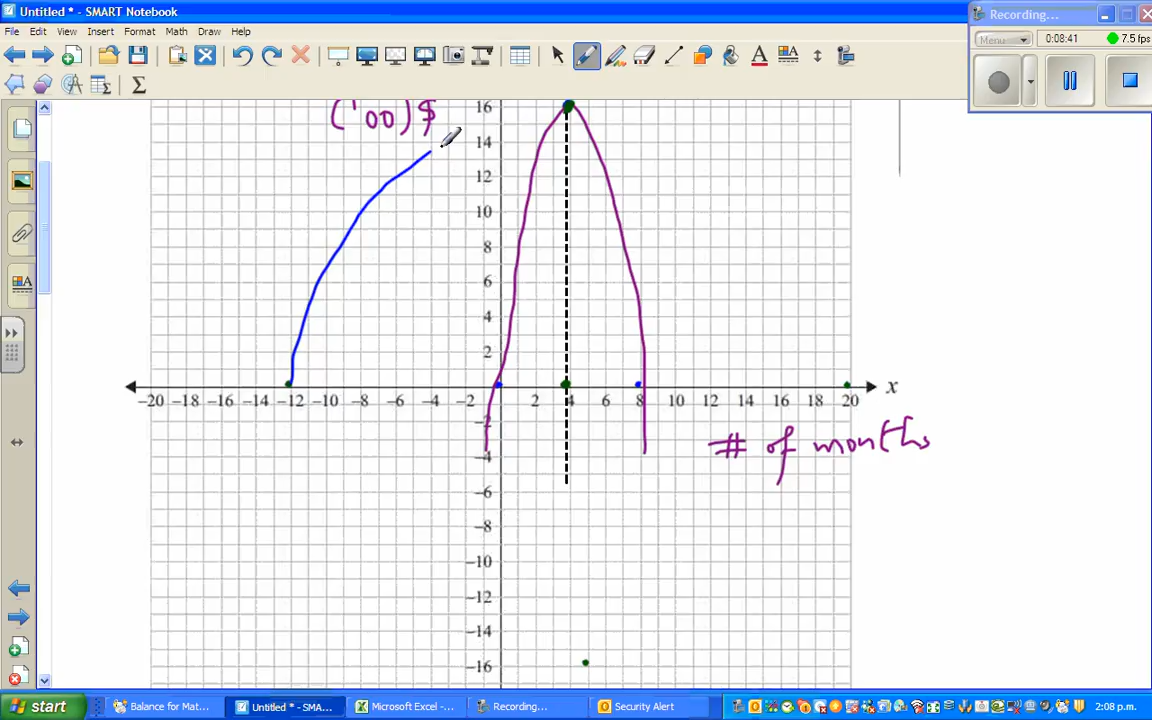 Untitled * - SMART Notebook
Recording...
File Edit View Insert Format Math Draw Help
Menu 0:08:41 7.5 fps
('00) $
16
14
12
10
8
6
4
2
-20 -18 -16 -14 -12 -10 -8 -6 -4 -2 2 4 6 8 10 12 14 16 18 20 x
# of months
-2
-4
-6
-8
-10
-12
-14
-16
start Balance for Mat... Untitled * - SMA... Microsoft Excel -... Recording... Security Alert 2:08 p.m.